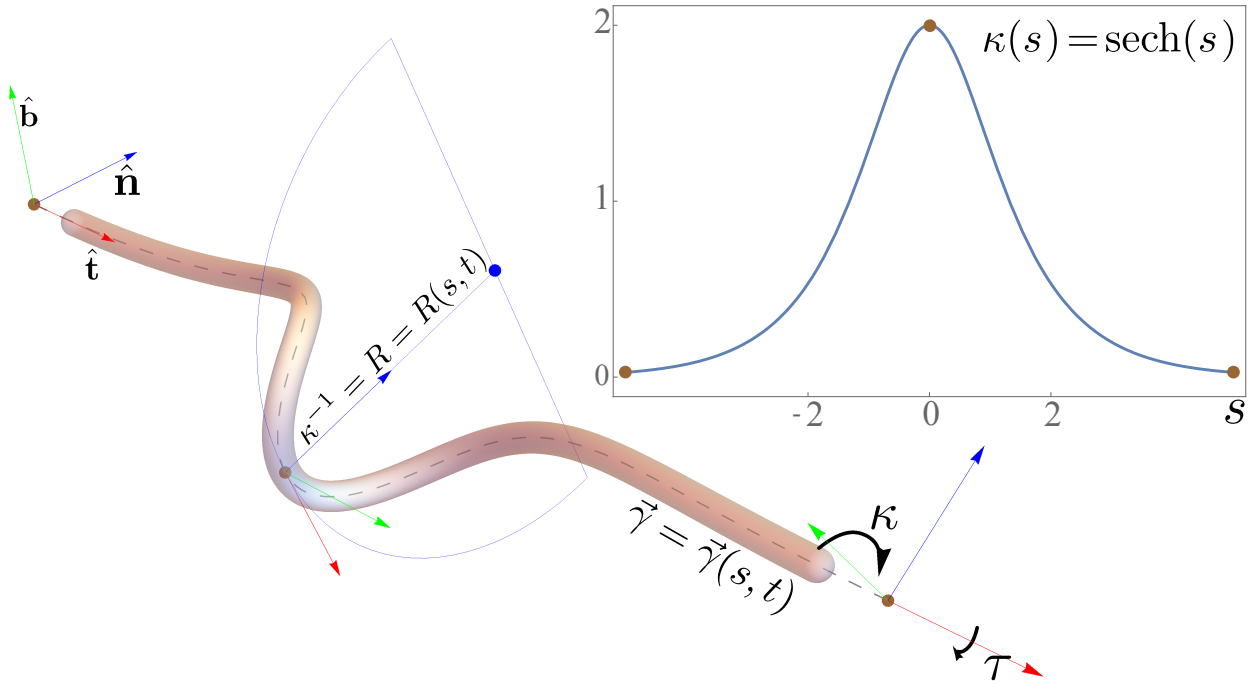 2
κ(s) = sech(s)
b̂
n̂
1
t̂
κ⁻¹ = R = R(s, t)
0
-2
0
2
s
κ
γ⃗ = γ⃗(s, t)
τ